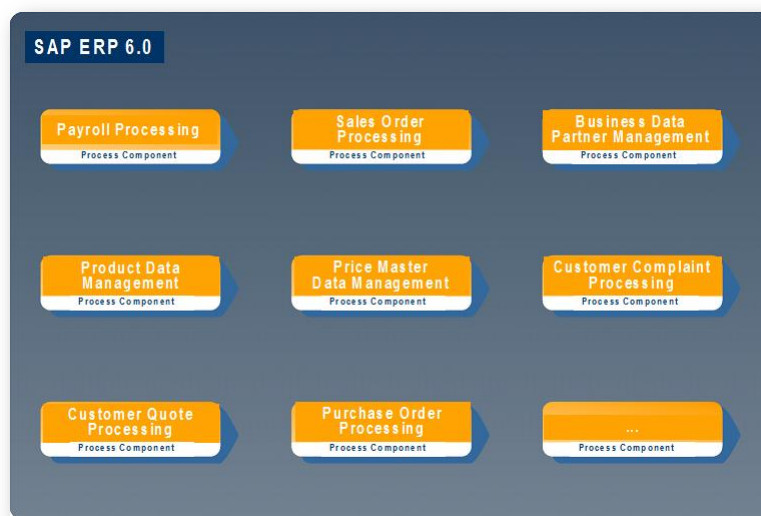 SAP ERP 6.0
Payroll Processing
Process Component
Sales Order
Processing
Process Component
Business Data
Partner Management
Process Component
Product Data
Management
Process Component
Price Master
Data Management
Process Component
Customer Complaint
Processing
Process Component
Customer Quote
Processing
Process Component
Purchase Order
Processing
Process Component
...
Process Component